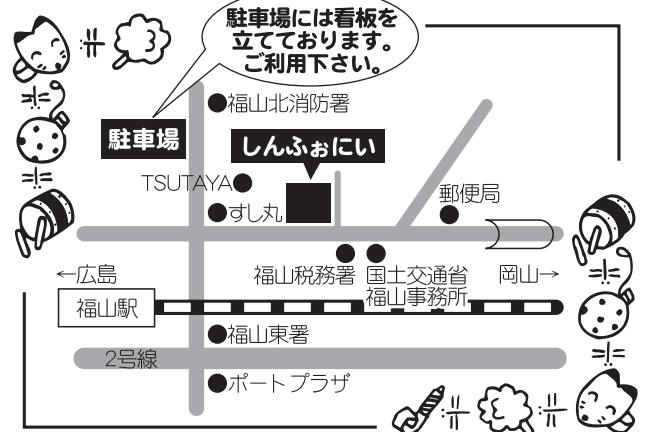 駐車場には看板を
立てております。
ご利用下さい。
●福山北消防署
駐車場
しんふぉにい
TSUTAYA●
●すし丸
郵便局
←広島
福山税務署
国土交通省
福山事務所
岡山→
福山駅
●福山東署
2号線
●ポートプラザ